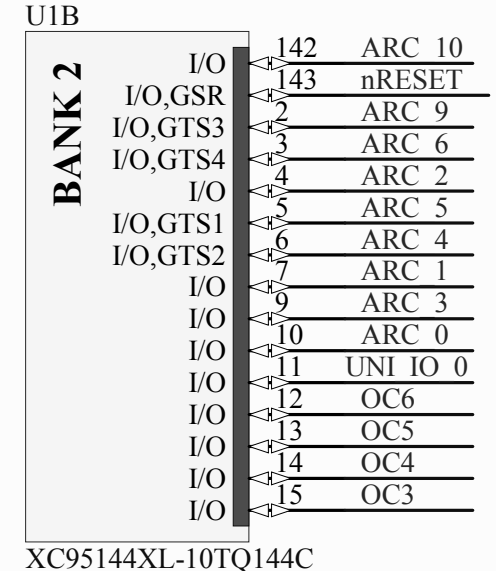 U1B
BANK 2
I/O 142 ARC 10
I/O,GSR 143 nRESET
I/O,GTS3 2 ARC 9
I/O,GTS4 3 ARC 6
I/O 4 ARC 2
I/O,GTS1 5 ARC 5
I/O,GTS2 6 ARC 4
I/O 7 ARC 1
I/O 9 ARC 3
I/O 10 ARC 0
I/O 11 UNI IO 0
I/O 12 OC6
I/O 13 OC5
I/O 14 OC4
I/O 15 OC3
XC95144XL-10TQ144C